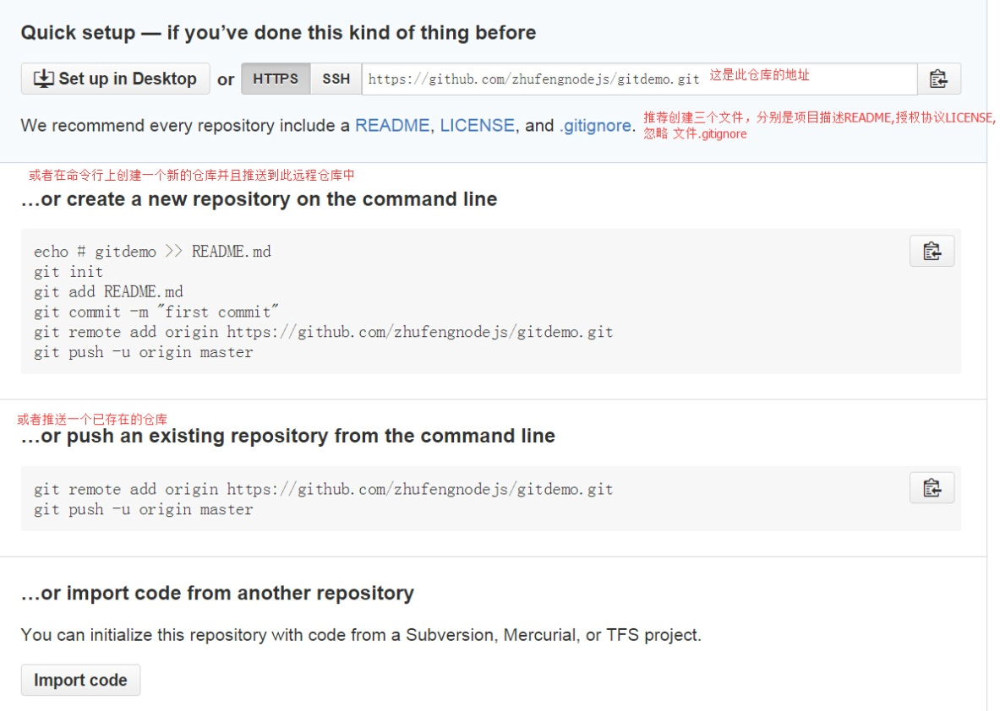 Quick setup — if you’ve done this kind of thing before
Set up in Desktop or HTTPS SSH https://github.com/zhufengnodejs/gitdemo.git 这是此仓库的地址
We recommend every repository include a README, LICENSE, and .gitignore.
推荐创建三个文件，分别是项目描述README,授权协议LICENSE,
忽略 文件.gitignore
或者在命令行上创建一个新的仓库并且推送到此远程仓库中
…or create a new repository on the command line
echo # gitdemo >> README.md
git init
git add README.md
git commit -m "first commit"
git remote add origin https://github.com/zhufengnodejs/gitdemo.git
git push -u origin master
或者推送一个已存在的仓库
…or push an existing repository from the command line
git remote add origin https://github.com/zhufengnodejs/gitdemo.git
git push -u origin master
…or import code from another repository
You can initialize this repository with code from a Subversion, Mercurial, or TFS project.
Import code